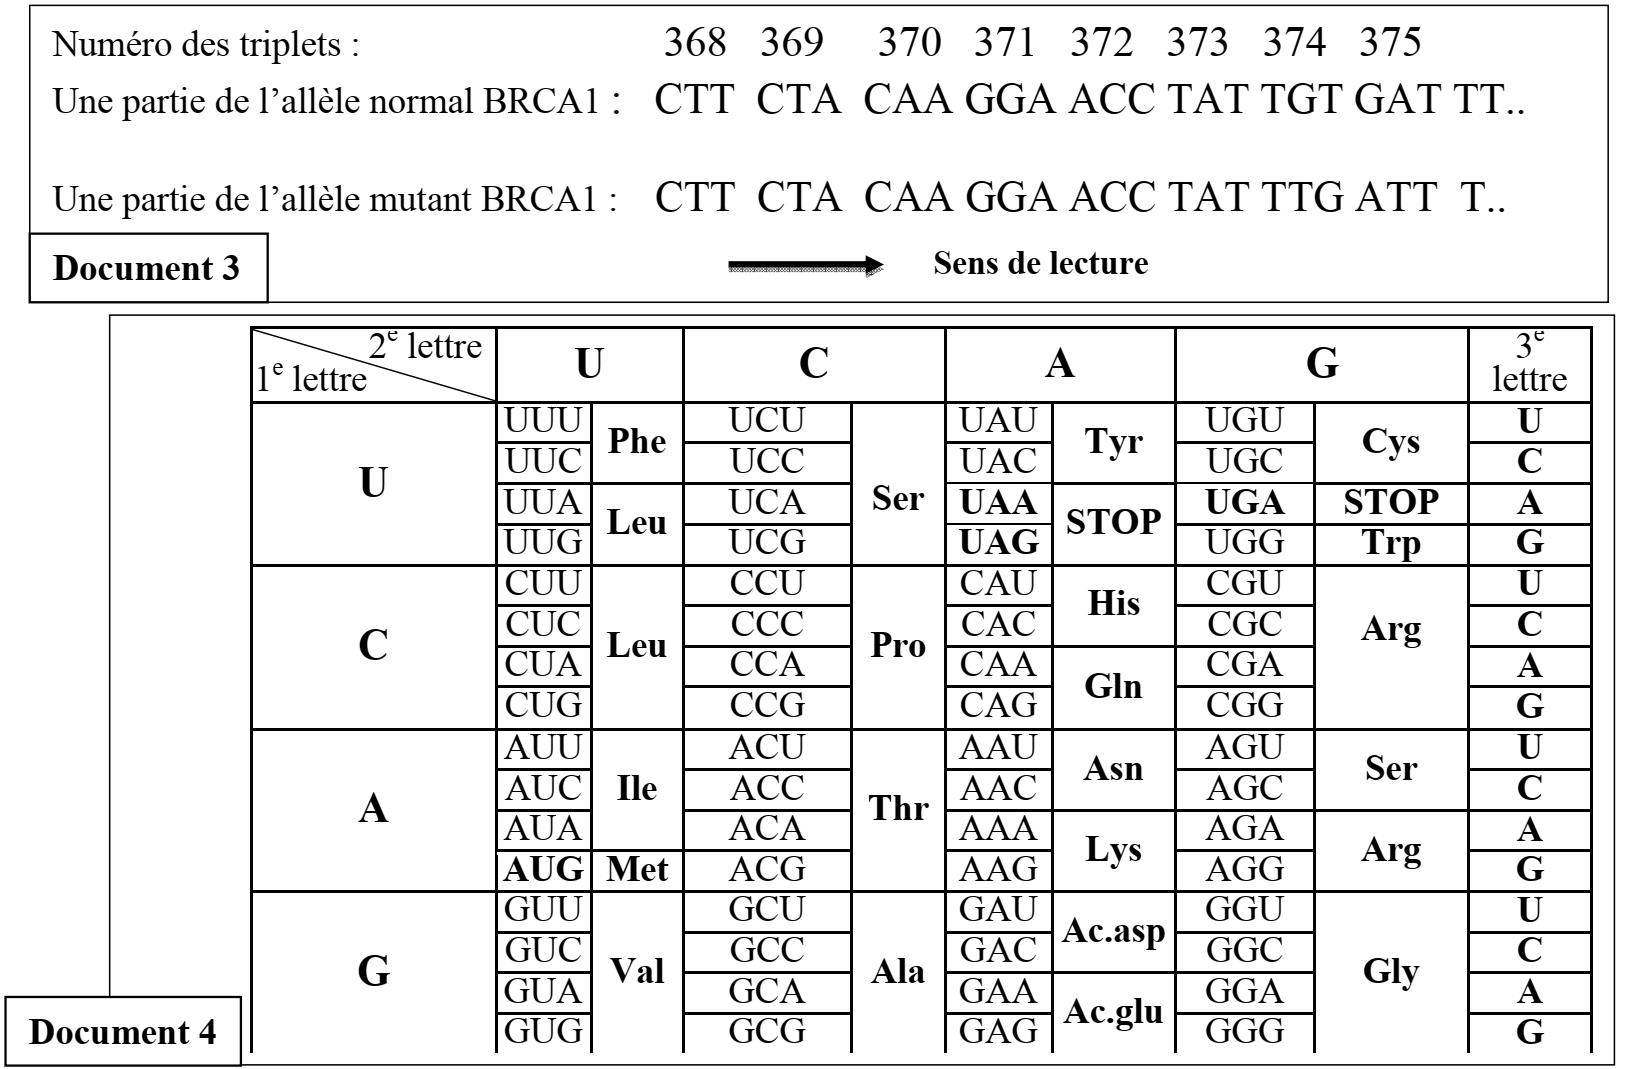 Numéro des triplets : 368 369 370 371 372 373 374 375
Une partie de l’allèle normal BRCA1 : CTT CTA CAA GGA ACC TAT TGT GAT TT..
Une partie de l’allèle mutant BRCA1 : CTT CTA CAA GGA ACC TAT TTG ATT T..
Document 3
Sens de lecture
2e lettre
1e lettre
U C A G
3e
lettre
U
UUU Phe UCU Ser UAU Tyr UGU Cys U
UUC UCC UAC UGC C
UUA Leu UCA UAA STOP UGA STOP A
UUG UCG UAG UGG Trp G
C
CUU Leu CCU Pro CAU His CGU Arg U
CUC CCC CAC CGC C
CUA CCA CAA Gln CGA A
CUG CCG CAG CGG G
A
AUU Ile ACU Thr AAU Asn AGU Ser U
AUC ACC AAC AGC C
AUA ACA AAA Lys AGA Arg A
AUG Met ACG AAG AGG G
G
GUU Val GCU Ala GAU Ac.asp GGU Gly U
GUC GCC GAC GGC C
GUA GCA GAA Ac.glu GGA A
GUG GCG GAG GGG G
Document 4